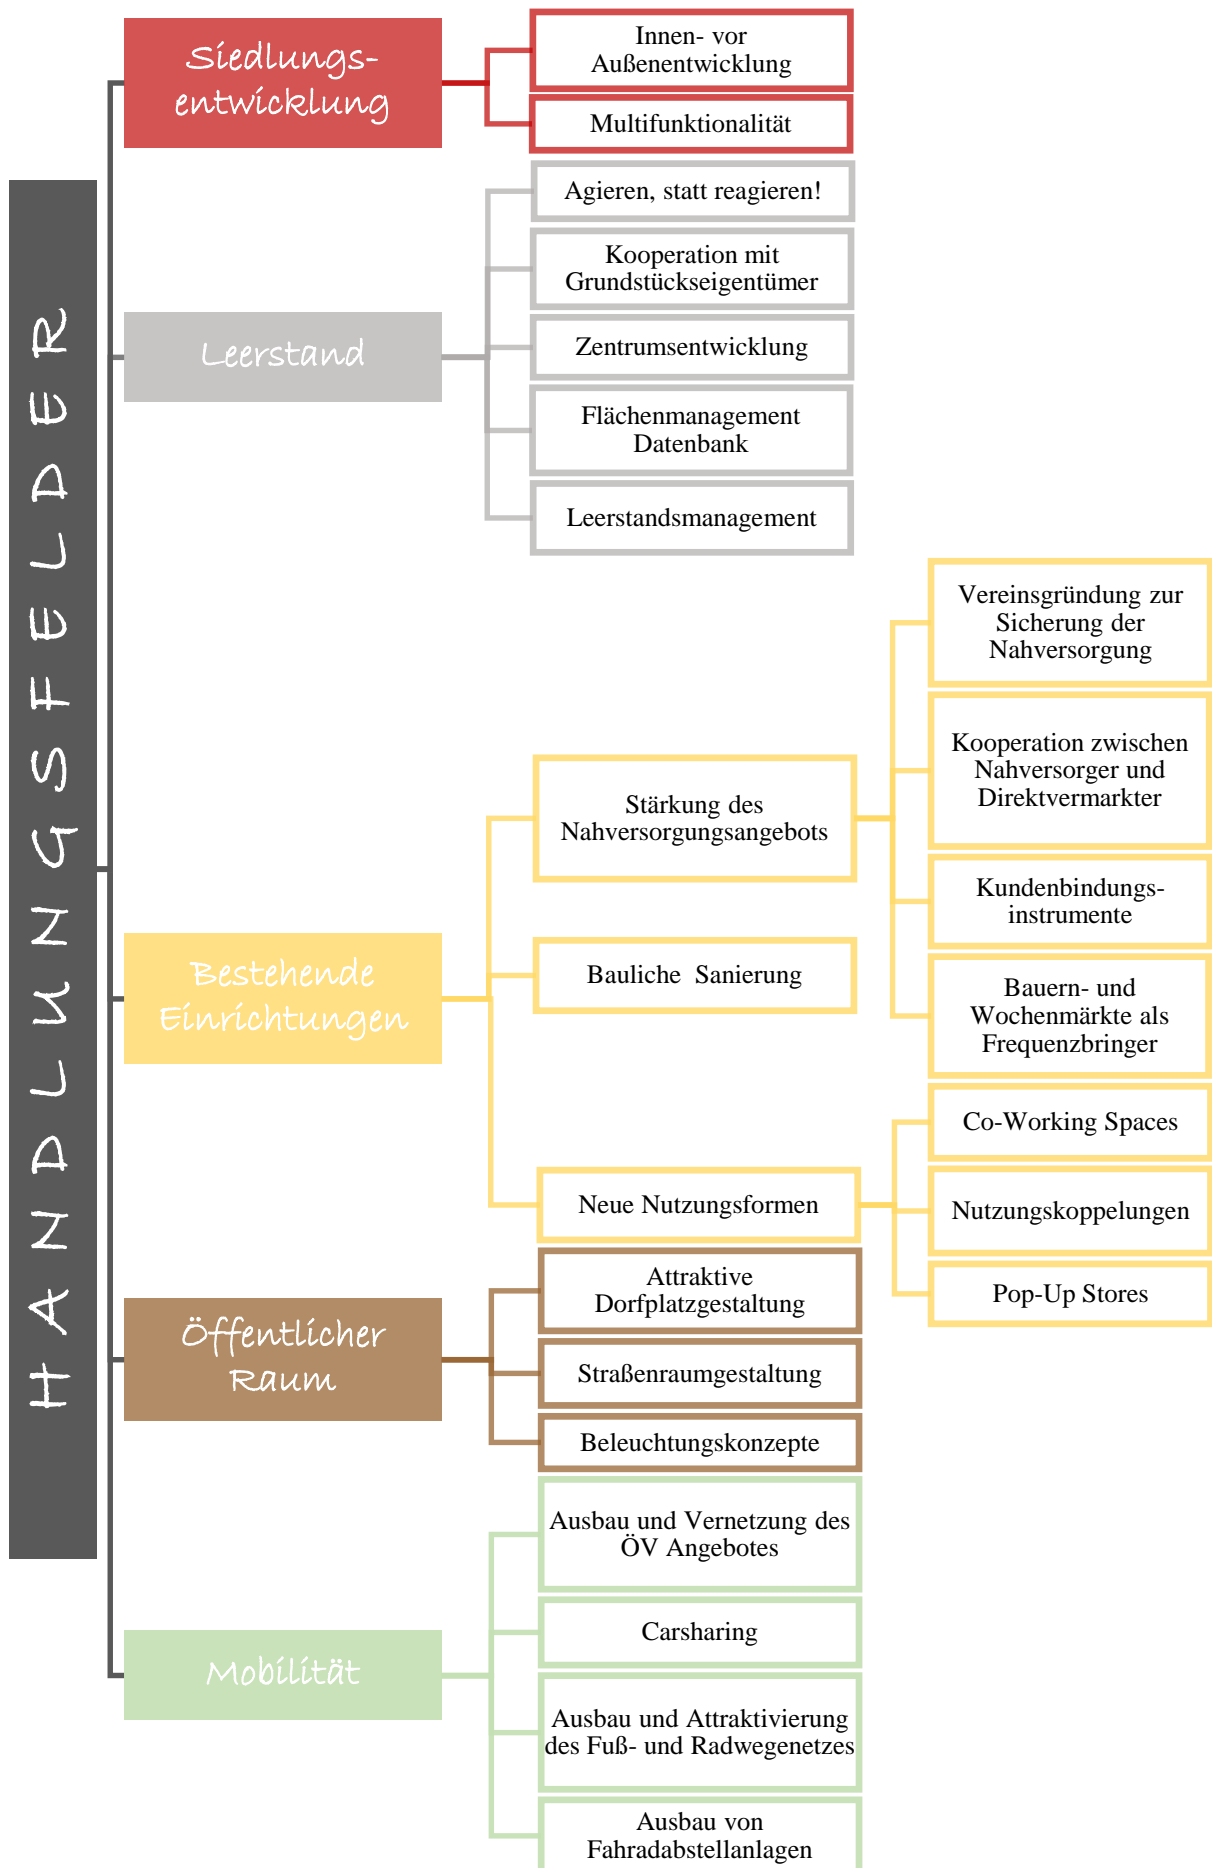 HANDLUNGSFELDER
Siedlungs-
entwicklung
Innen- vor
Außenentwicklung
Multifunktionalität
Leerstand
Agieren, statt reagieren!
Kooperation mit
Grundstückseigentümer
Zentrumsentwicklung
Flächenmanagement
Datenbank
Leerstandsmanagement
Bestehende
Einrichtungen
Stärkung des
Nahversorgungsangebots
Vereinsgründung zur
Sicherung der
Nahversorgung
Kooperation zwischen
Nahversorger und
Direktvermarkter
Kundenbindungs-
instrumente
Bauern- und
Wochenmärkte als
Frequenzbringer
Bauliche Sanierung
Neue Nutzungsformen
Co-Working Spaces
Nutzungskoppelungen
Pop-Up Stores
Öffentlicher
Raum
Attraktive
Dorfplatzgestaltung
Straßenraumgestaltung
Beleuchtungskonzepte
Mobilität
Ausbau und Vernetzung des
ÖV Angebotes
Carsharing
Ausbau und Attraktivierung
des Fuß- und Radwegenetzes
Ausbau von
Fahradabstellanlagen